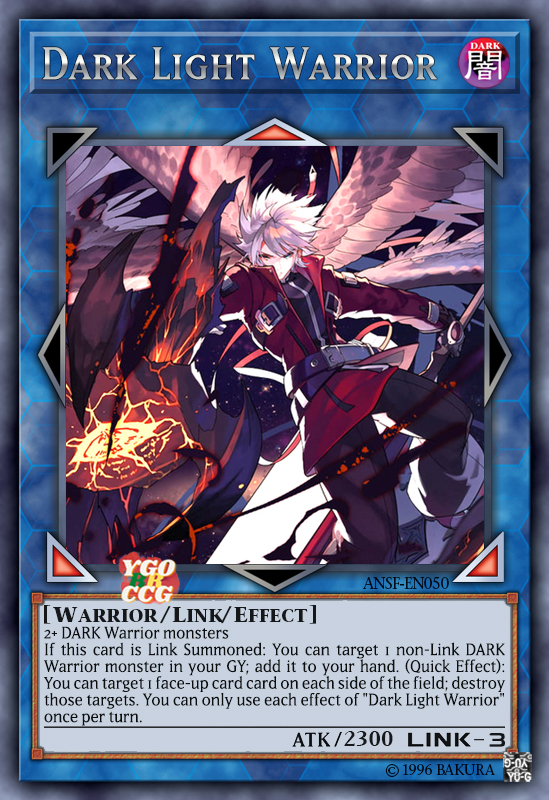 DARK LIGHT WARRIOR
DARK
闇
YGO
CCG
ANSF-EN050
[WARRIOR/LINK/EFFECT]
2+ DARK Warrior monsters
If this card is Link Summoned: You can target 1 non-Link DARK
Warrior monster in your GY; add it to your hand. (Quick Effect):
You can target 1 face-up card card on each side of the field; destroy
those targets. You can only use each effect of "Dark Light Warrior"
once per turn.
ATK/2300 LINK-3
©1996 BAKURA